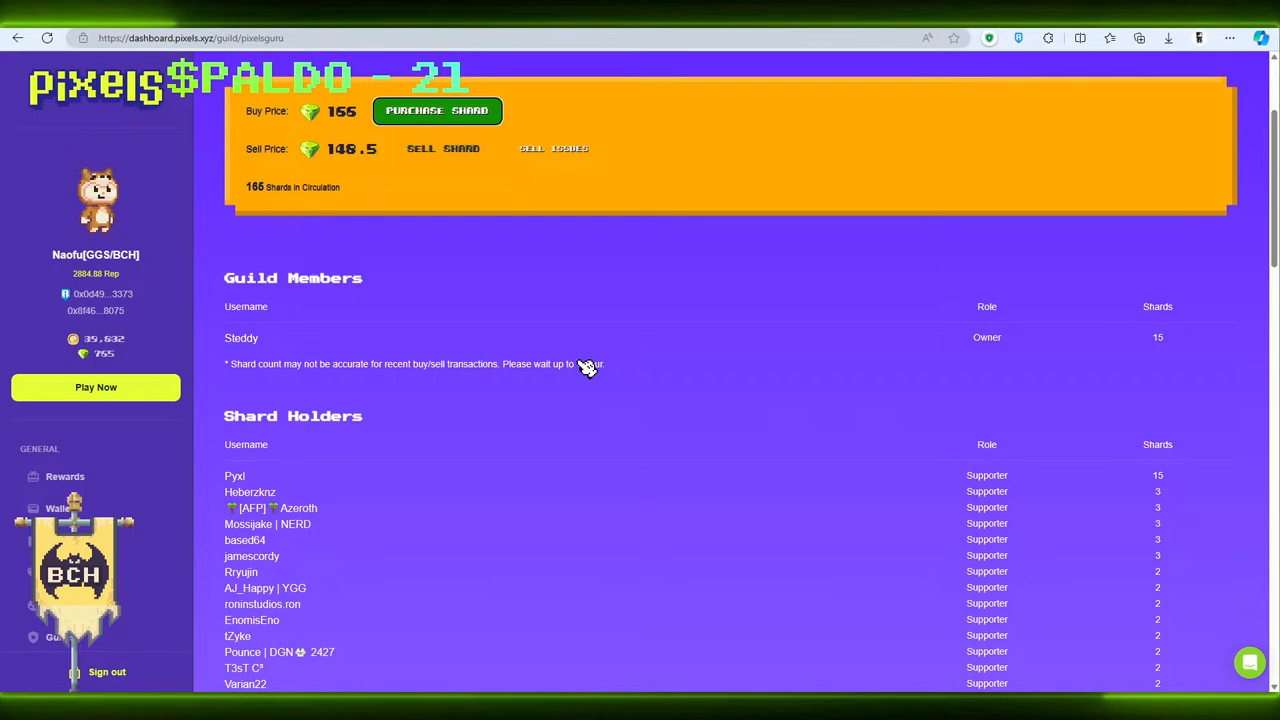 https://dashboard.pixels.xyz/guild/pixelsguru
pixels
$PALDO - 21
Buy Price: 165 PURCHASE SHARD
Sell Price: 148.5 SELL SHARD SELL ISSUES
165 Shards in Circulation
Naofu[GGS/BCH]
2884.88 Rep
0x0d49...3373
0x8f46...8075
39,032
765
Play Now
GENERAL
Rewards
BCH
Sign out
Guild Members
Username Role Shards
Steddy Owner 15
* Shard count may not be accurate for recent buy/sell transactions. Please wait up to
Shard Holders
Username Role Shards
Pyxl Supporter 15
Heberzknz Supporter 3
🌴[AFP]🌴Azeroth Supporter 3
Mossijake | NERD Supporter 3
based64 Supporter 3
jamescordy Supporter 3
Rryujin Supporter 2
AJ_Happy | YGG Supporter 2
roninstudios.ron Supporter 2
EnomisEno Supporter 2
tZyke Supporter 2
Pounce | DGN 2427 Supporter 2
T3sT C³ Supporter 2
Varian22 Supporter 2